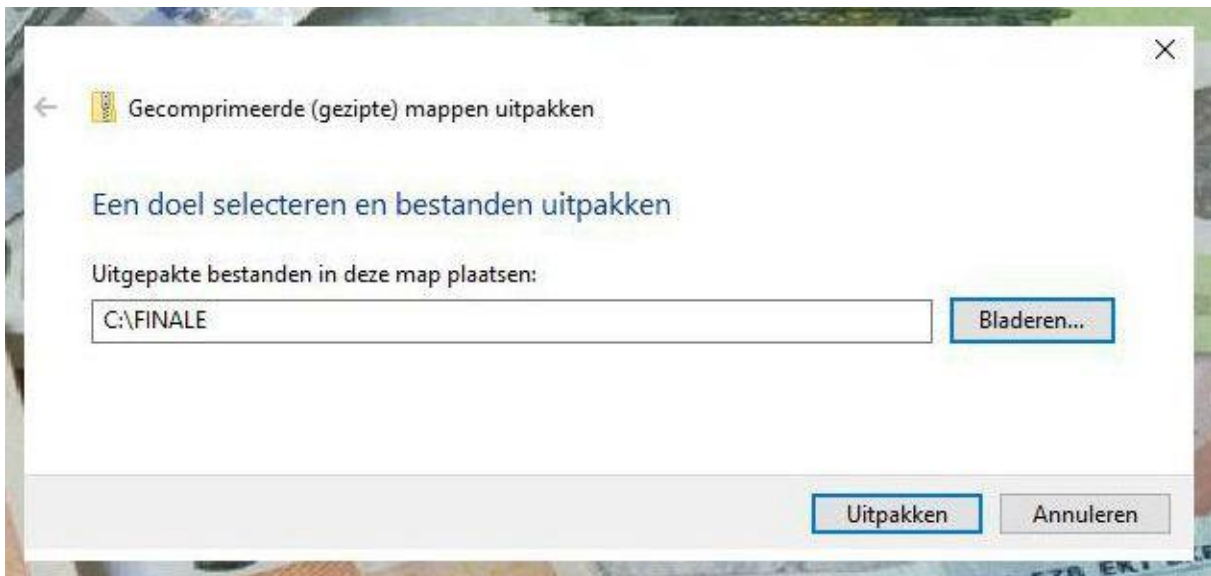 Gecomprimeerde (gezipte) mappen uitpakken
Een doel selecteren en bestanden uitpakken
Uitgepakte bestanden in deze map plaatsen:
C:\FINALE
Bladeren...
Uitpakken
Annuleren